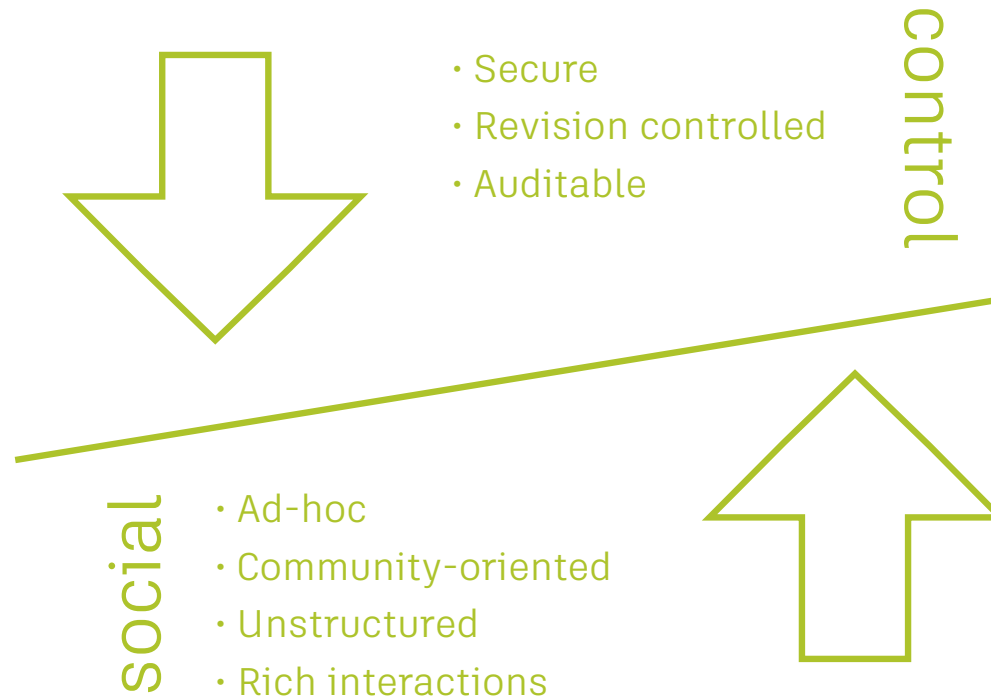 control
· Secure
· Revision controlled
· Auditable
social
· Ad-hoc
· Community-oriented
· Unstructured
· Rich interactions